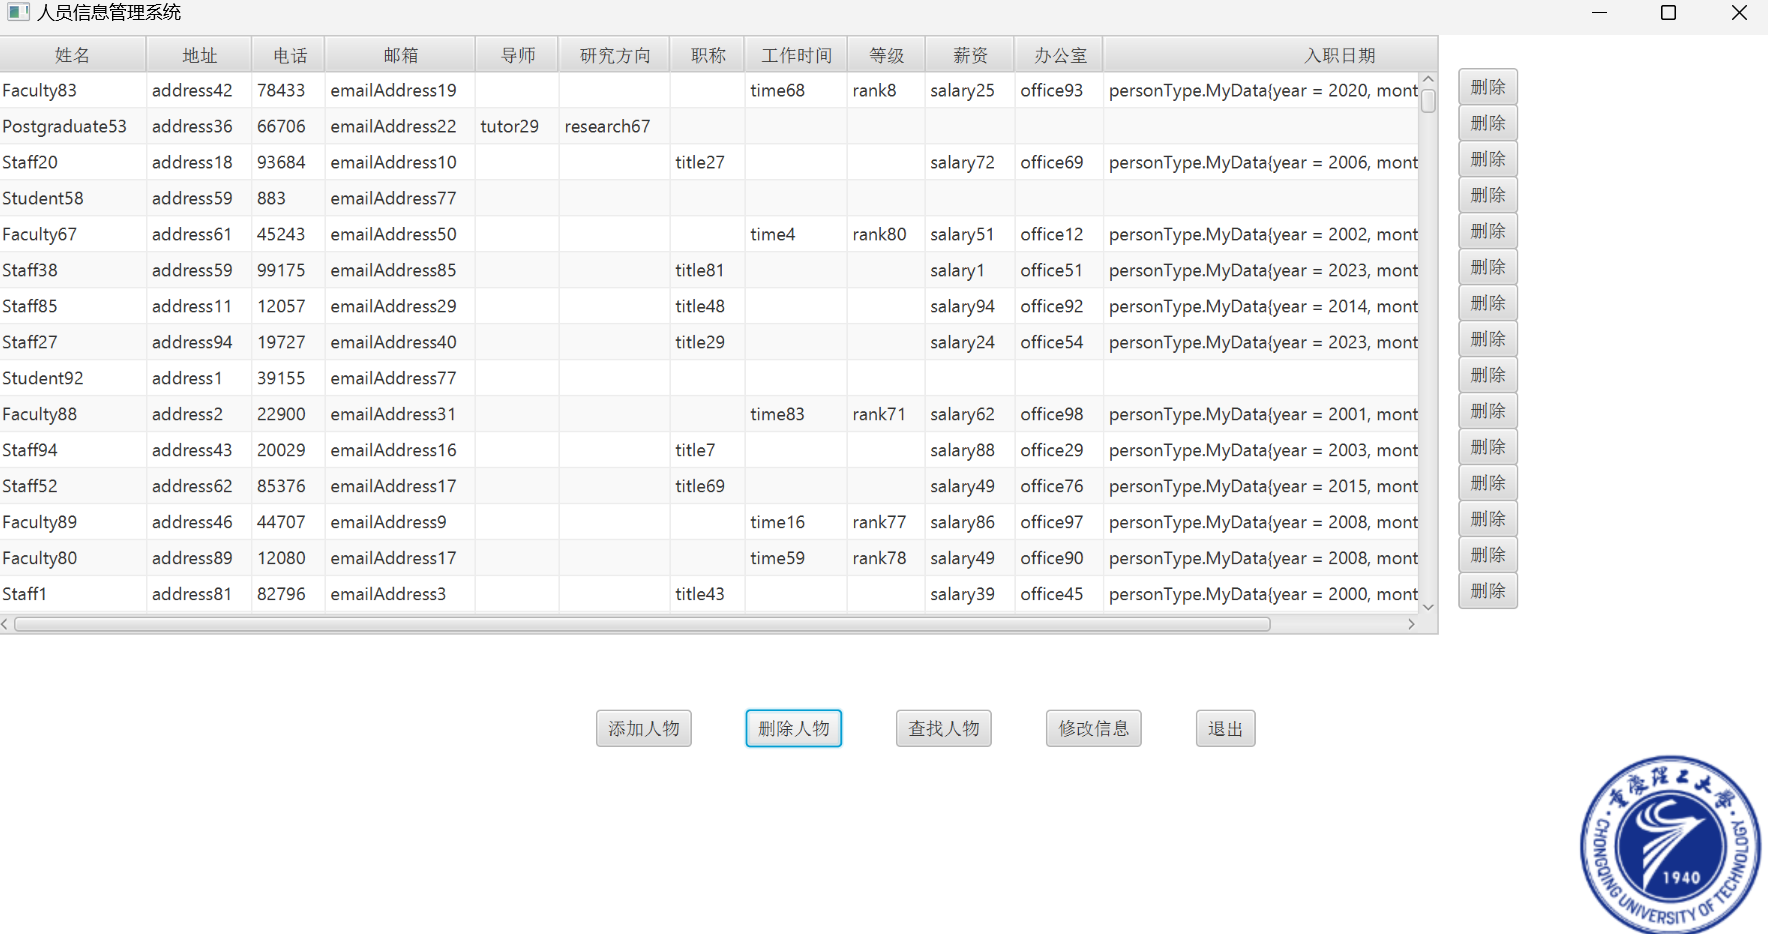 人员信息管理系统
姓名 地址 电话 邮箱 导师 研究方向 职称 工作时间 等级 薪资 办公室 入职日期
Faculty83 address42 78433 emailAddress19 time68 rank8 salary25 office93 personType.MyData{year = 2020, mont 删除
Postgraduate53 address36 66706 emailAddress22 tutor29 research67 删除
Staff20 address18 93684 emailAddress10 title27 salary72 office69 personType.MyData{year = 2006, mont 删除
Student58 address59 883 emailAddress77 删除
Faculty67 address61 45243 emailAddress50 time4 rank80 salary51 office12 personType.MyData{year = 2002, mont 删除
Staff38 address59 99175 emailAddress85 title81 salary1 office51 personType.MyData{year = 2023, mont 删除
Staff85 address11 12057 emailAddress29 title48 salary94 office92 personType.MyData{year = 2014, mont 删除
Staff27 address94 19727 emailAddress40 title29 salary24 office54 personType.MyData{year = 2023, mont 删除
Student92 address1 39155 emailAddress77 删除
Faculty88 address2 22900 emailAddress31 time83 rank71 salary62 office98 personType.MyData{year = 2001, mont 删除
Staff94 address43 20029 emailAddress16 title7 salary88 office29 personType.MyData{year = 2003, mont 删除
Staff52 address62 85376 emailAddress17 title69 salary49 office76 personType.MyData{year = 2015, mont 删除
Faculty89 address46 44707 emailAddress9 time16 rank77 salary86 office97 personType.MyData{year = 2008, mont 删除
Faculty80 address89 12080 emailAddress17 time59 rank78 salary49 office90 personType.MyData{year = 2008, mont 删除
Staff1 address81 82796 emailAddress3 title43 salary39 office45 personType.MyData{year = 2000, mont 删除
添加人物 删除人物 查找人物 修改信息 退出
重庆理工大学
1940
CHONGQING UNIVERSITY OF TECHNOLOGY